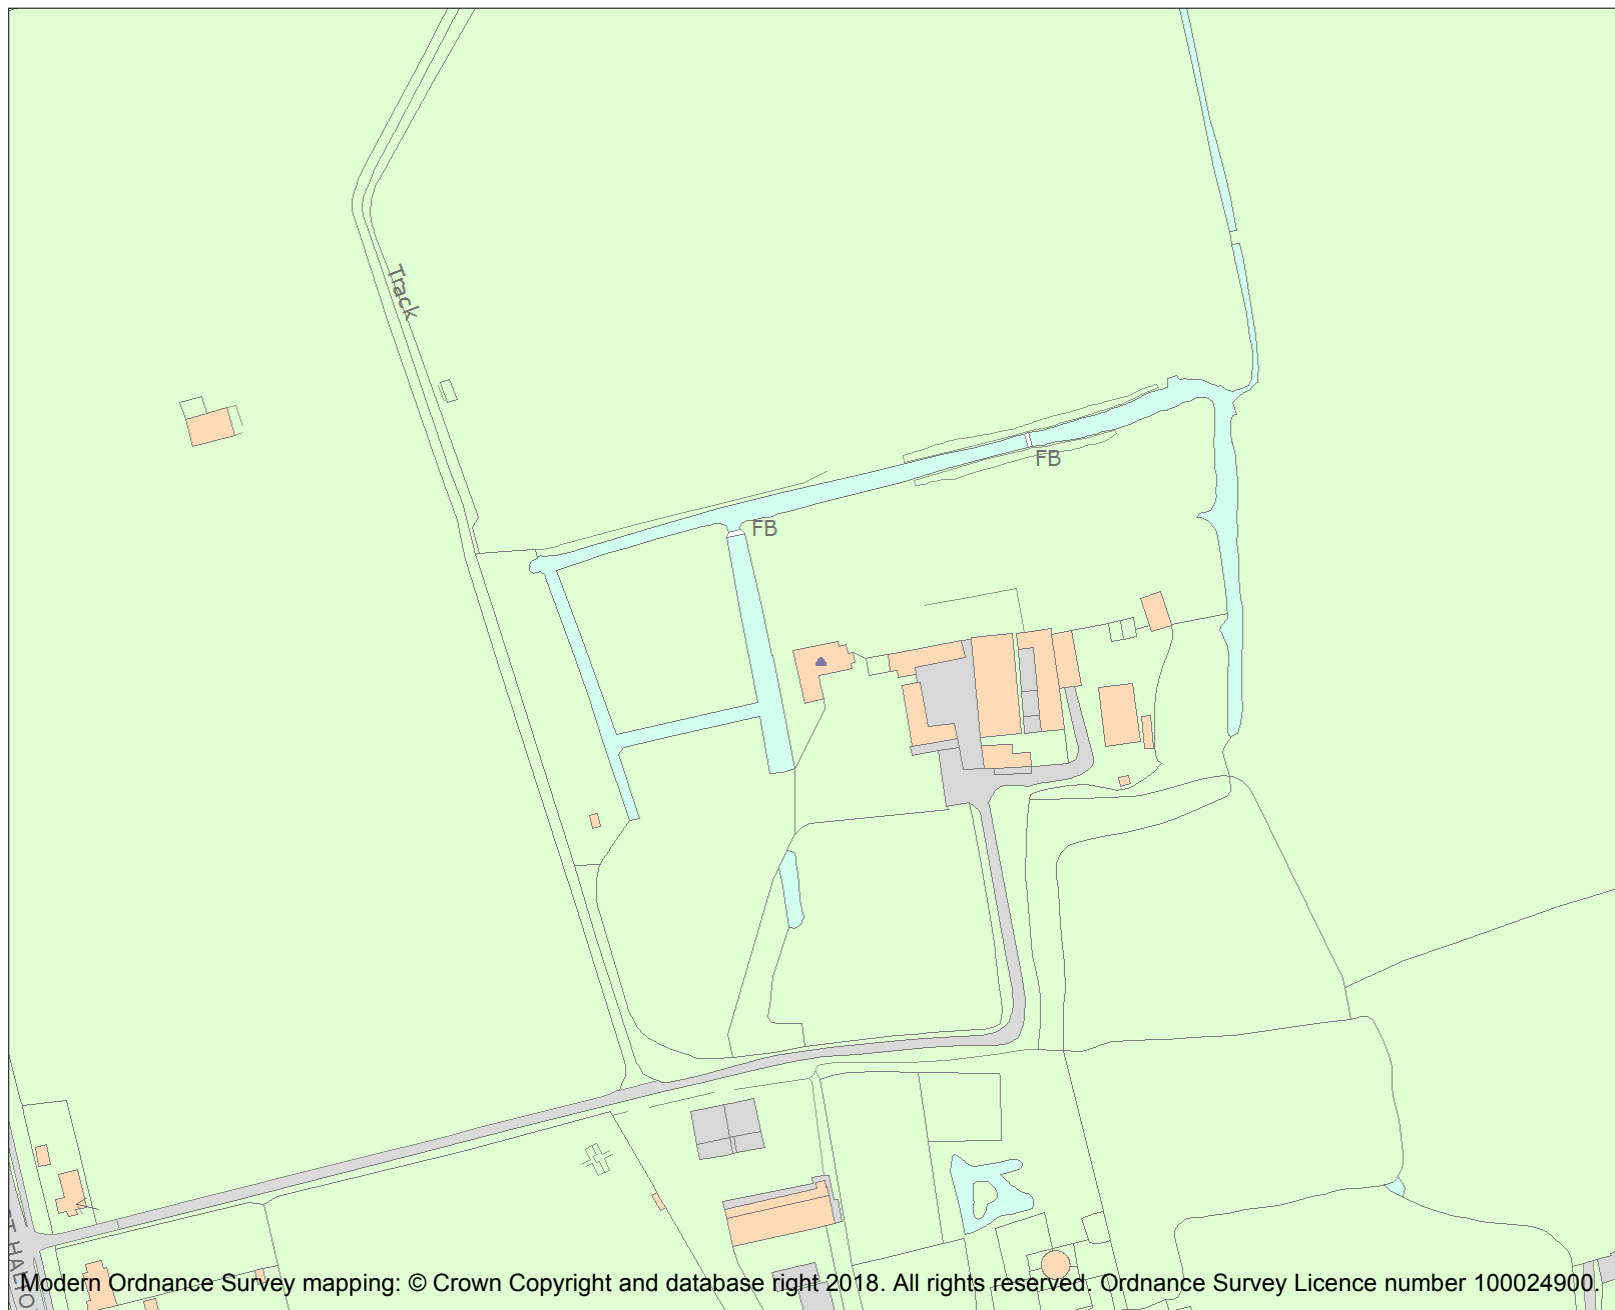 Track
FB
FB
Modern Ordnance Survey mapping: © Crown Copyright and database right 2018. All rights reserved. Ordnance Survey Licence number 100024900.